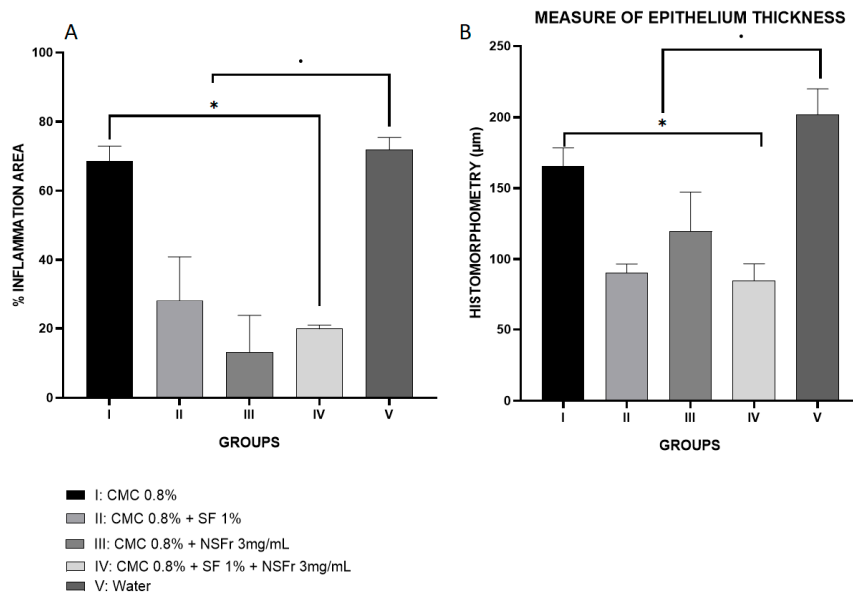 A
B
MEASURE OF EPITHELIUM THICKNESS
% INFLAMMATION AREA
100
80
60
40
20
0
*
•
I II III IV V
GROUPS
HISTOMORPHOMETRY (µm)
250
200
150
100
50
0
*
•
I II III IV V
GROUPS
I: CMC 0.8%
II: CMC 0.8% + SF 1%
III: CMC 0.8% + NSFr 3mg/mL
IV: CMC 0.8% + SF 1% + NSFr 3mg/mL
V: Water